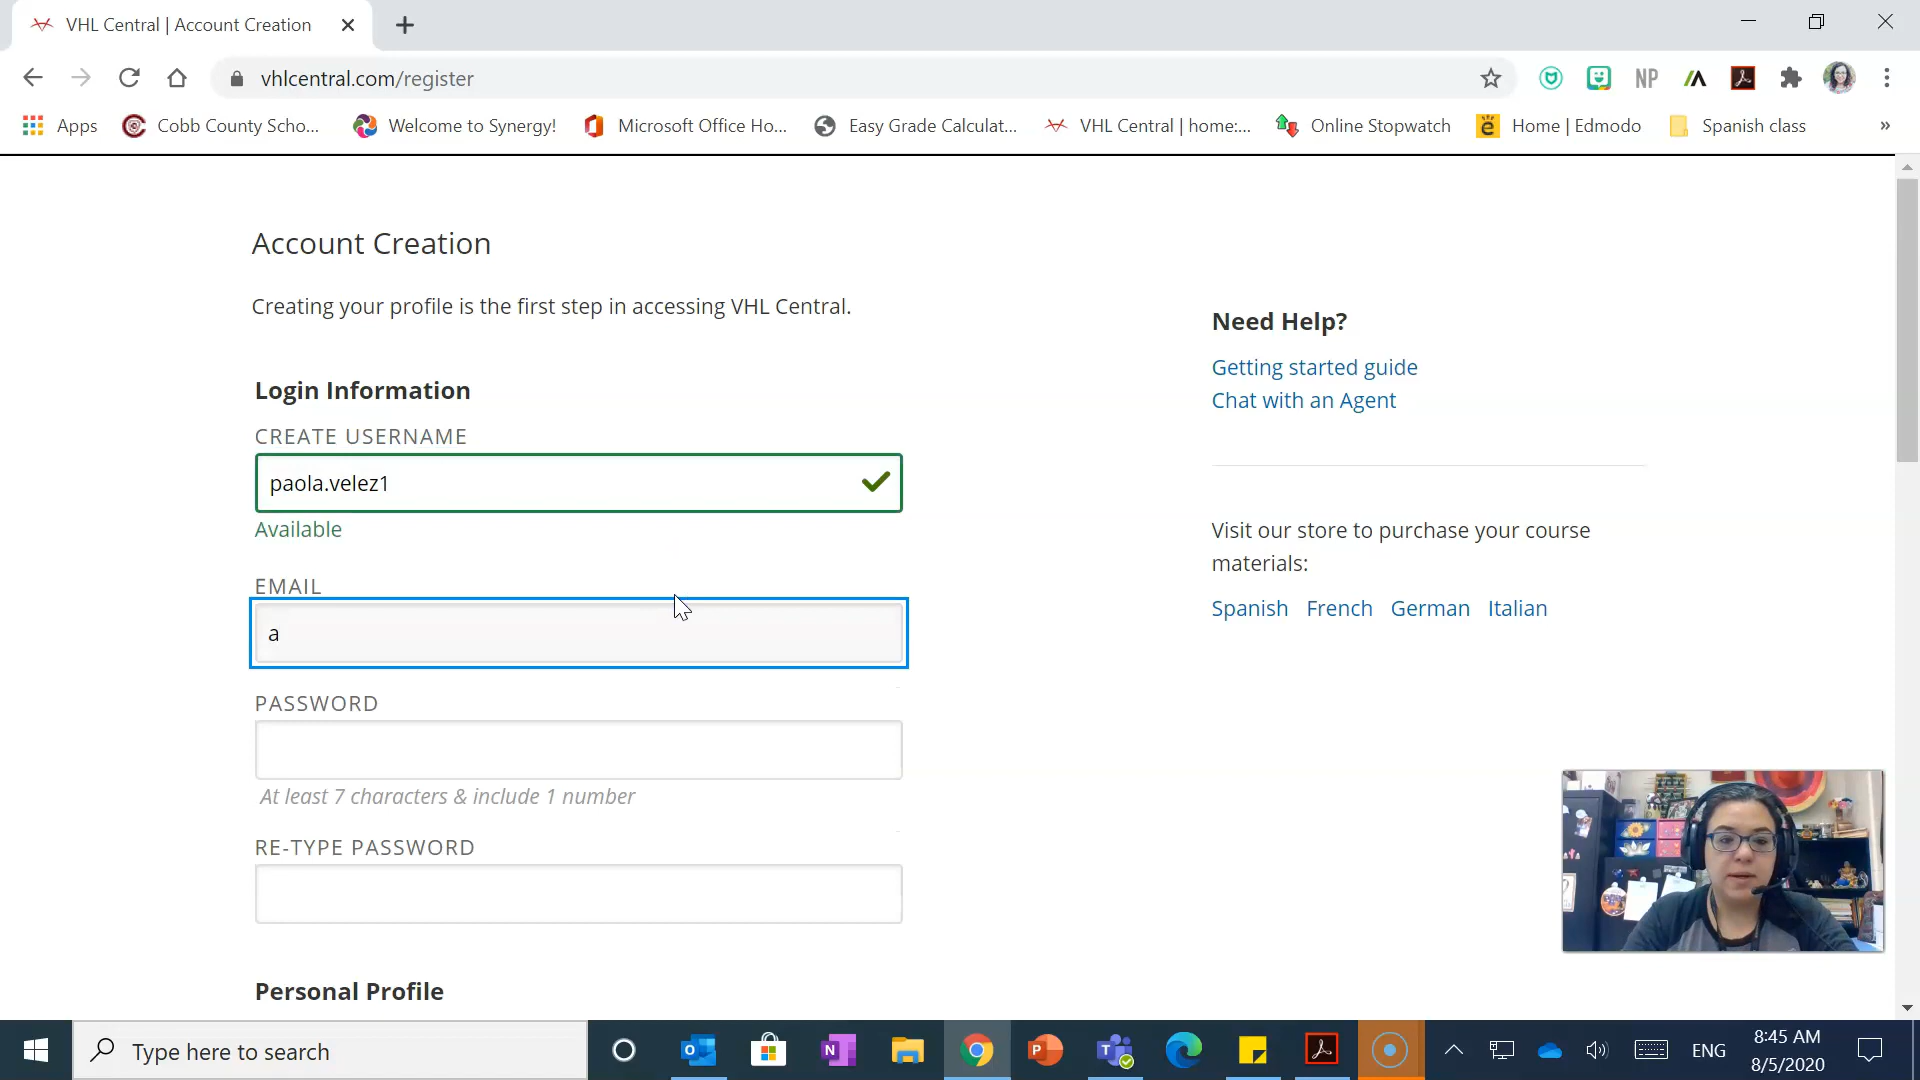 VHL Central | Account Creation
vhlcentral.com/register
NP
Apps
Cobb County Scho...
Welcome to Synergy!
Microsoft Office Ho...
Easy Grade Calculat...
VHL Central | home:...
Online Stopwatch
Home | Edmodo
Spanish class
»
Account Creation
Creating your profile is the first step in accessing VHL Central.
Login Information
CREATE USERNAME
paola.velez1
Available
EMAIL
a
PASSWORD
At least 7 characters & include 1 number
RE-TYPE PASSWORD
Personal Profile
Need Help?
Getting started guide
Chat with an Agent
Visit our store to purchase your course
materials:
Spanish French German Italian
Type here to search
ENG
8:45 AM
8/5/2020